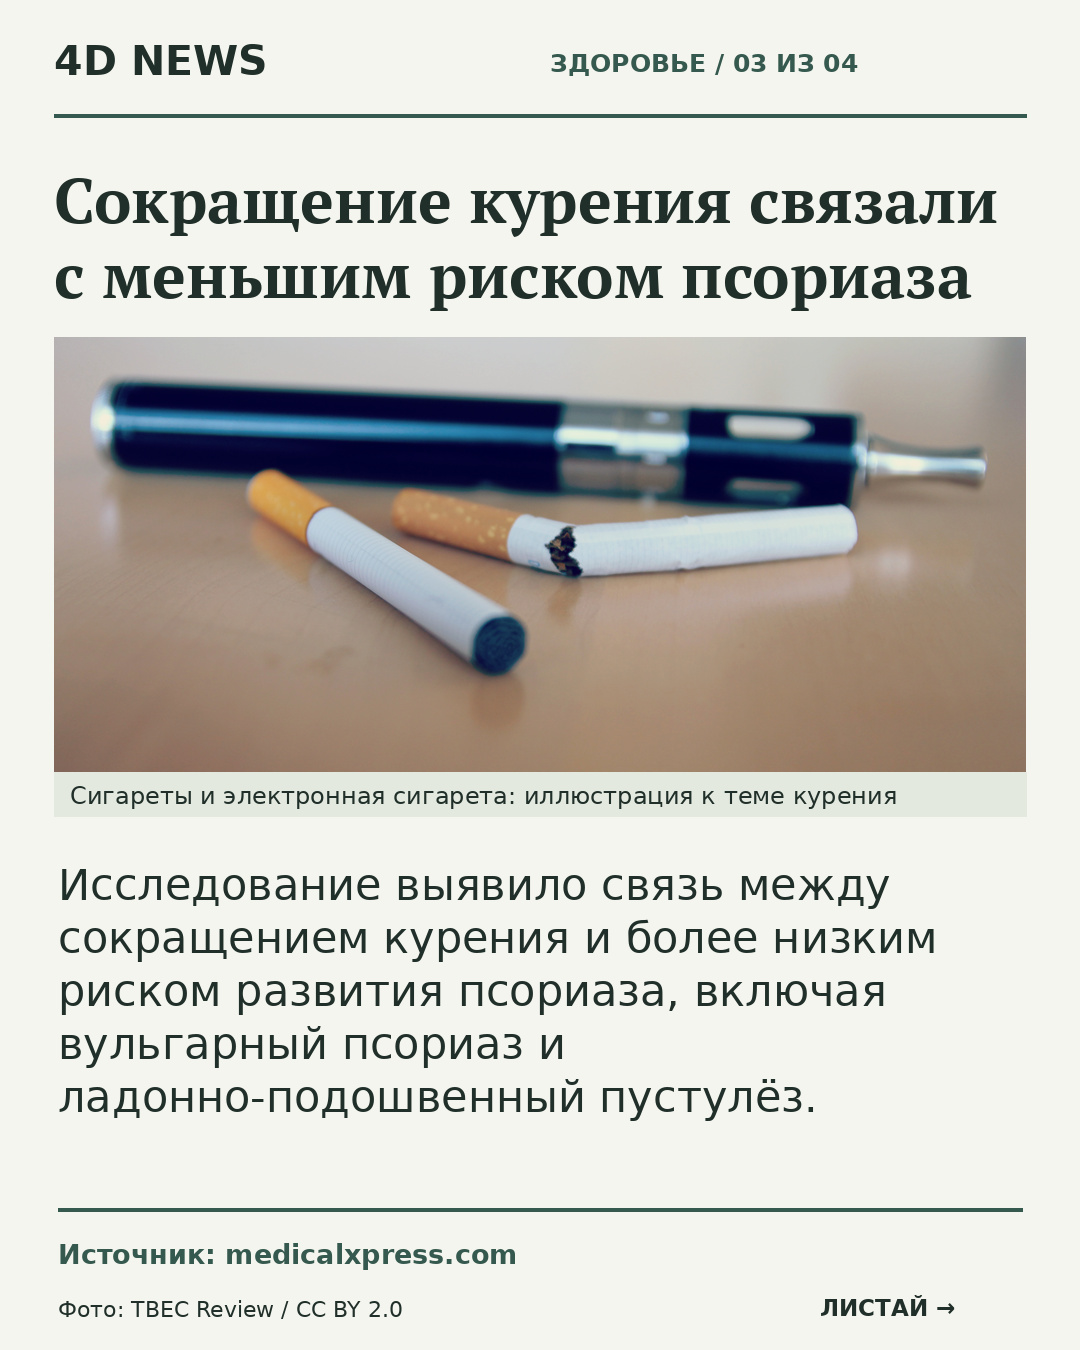 4D NEWS
ЗДОРОВЬЕ / 03 ИЗ 04
Сокращение курения связали
с меньшим риском псориаза
Сигареты и электронная сигарета: иллюстрация к теме курения
Исследование выявило связь между
сокращением курения и более низким
риском развития псориаза, включая
вульгарный псориаз и
ладонно-подошвенный пустулёз.
Источник: medicalxpress.com
Фото: TBEC Review / CC BY 2.0
ЛИСТАЙ →